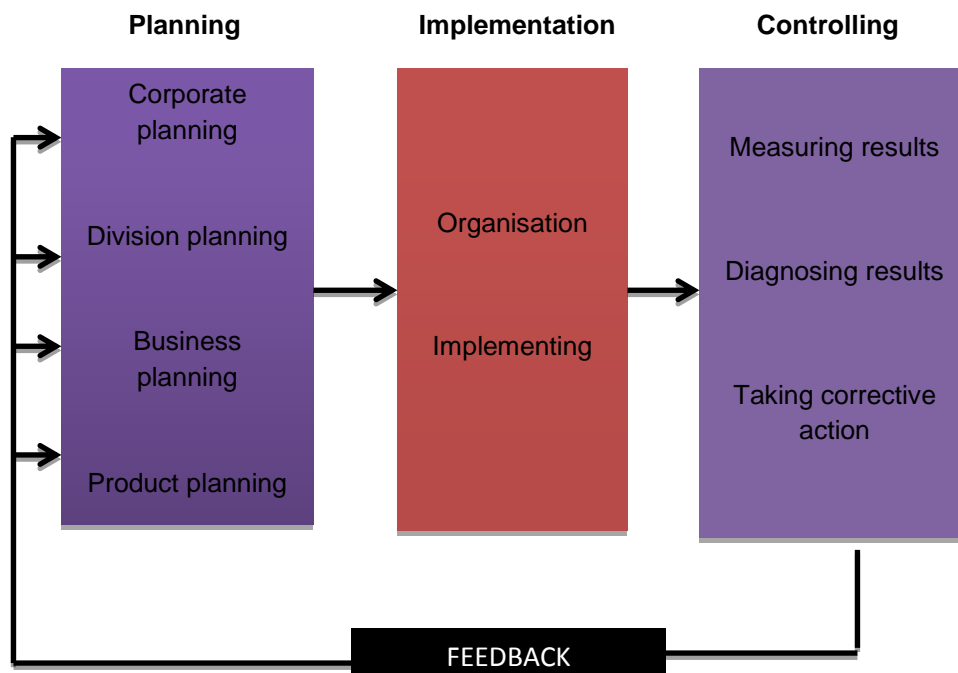 Planning
Implementation
Controlling
Corporate
planning
Division planning
Business
planning
Product planning
Organisation
Implementing
Measuring results
Diagnosing results
Taking corrective
action
FEEDBACK